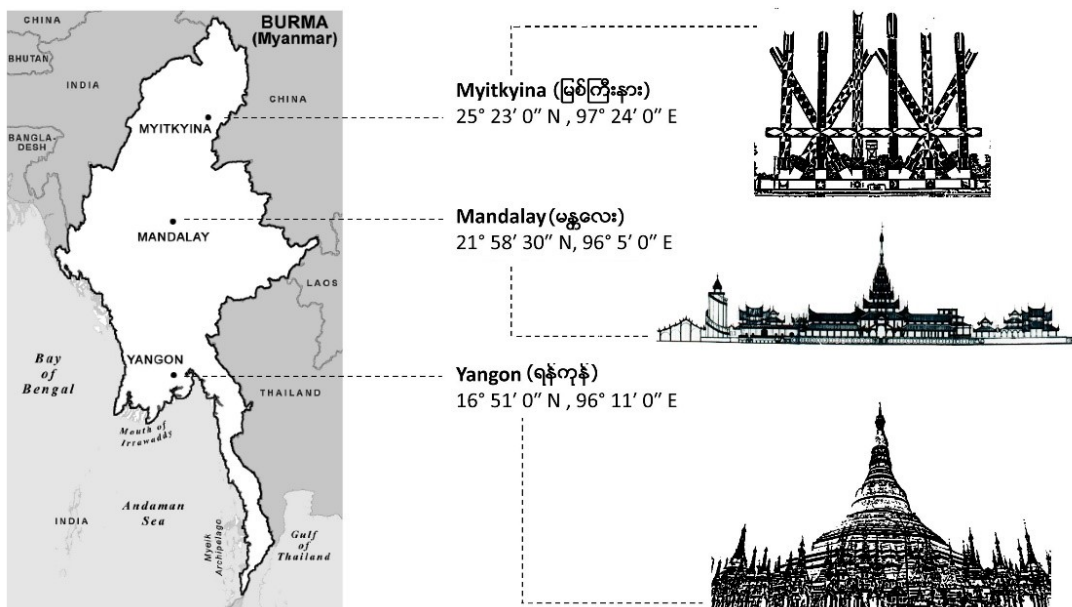 CHINA
BHUTAN
INDIA
BANGLA-
DESH
BURMA
(Myanmar)
CHINA
MYITKYINA
MANDALAY
LAOS
YANGON
Bay
of
Bengal
THAILAND
Mouth of
Irrawaddy
Andaman
Sea
INDIA
Myeik
Archipelago
Gulf
of
Thailand
Myitkyina (မြစ်ကြီးနား)
25° 23′ 0″ N , 97° 24′ 0″ E
Mandalay (မန္တလေး)
21° 58′ 30″ N, 96° 5′ 0″ E
Yangon (ရန်ကုန်)
16° 51′ 0″ N , 96° 11′ 0″ E